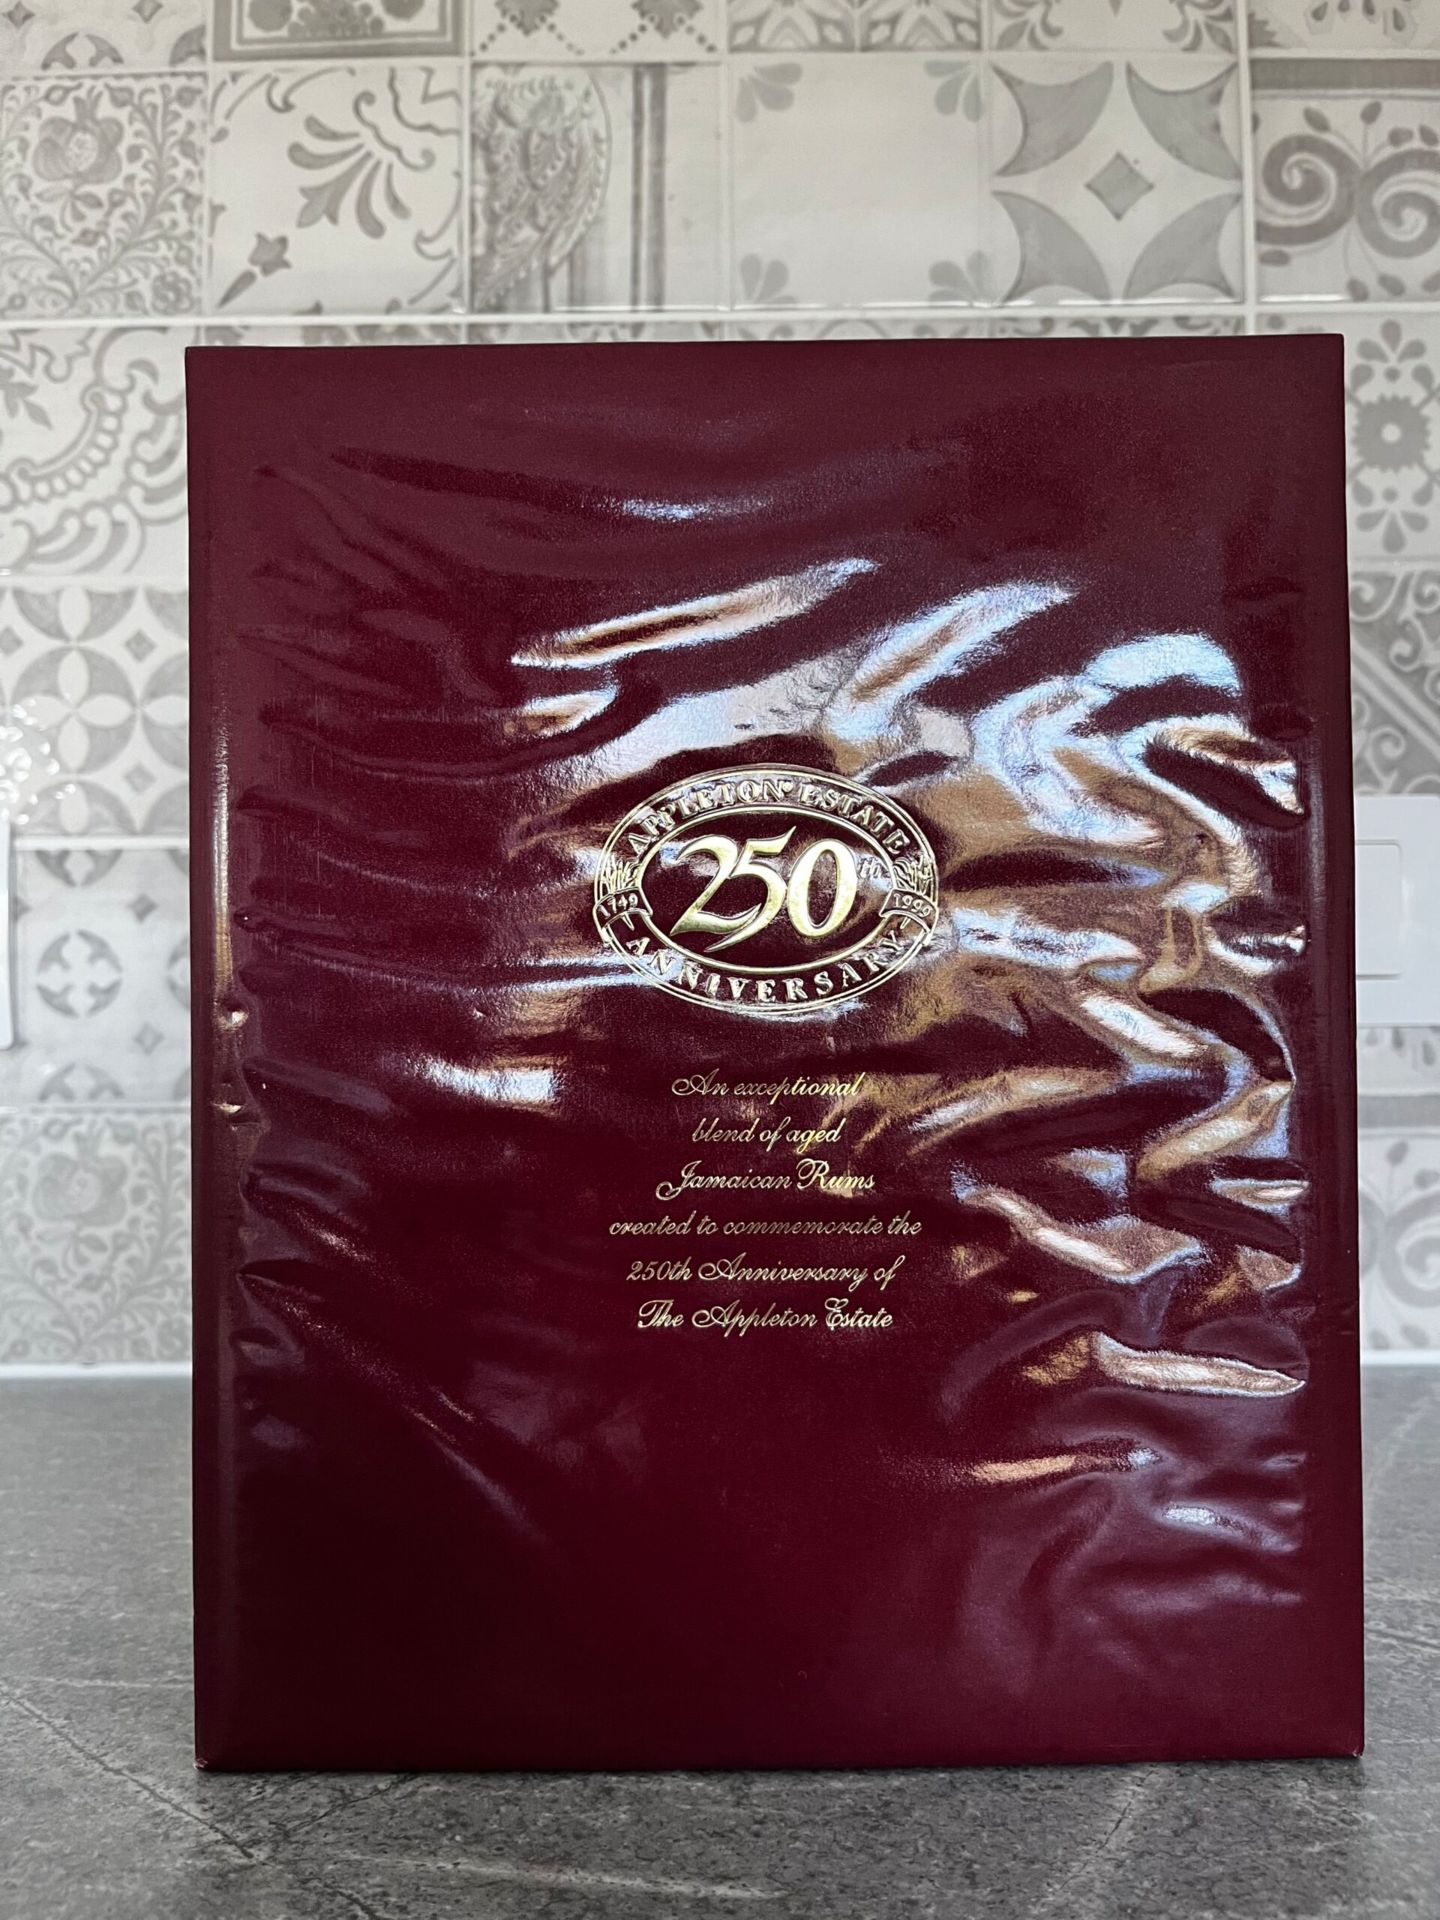 APPLETON ESTATE
250th
1749 1999
ANNIVERSARY
An exceptional
blend of aged
Jamaican Rums
created to commemorate the
250th Anniversary of
The Appleton Estate